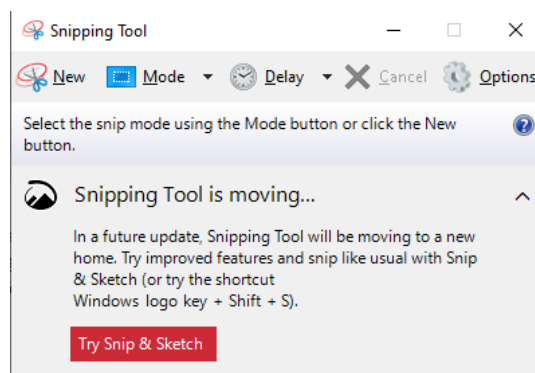 Snipping Tool
New Mode Delay Cancel Options
Select the snip mode using the Mode button or click the New
button.
Snipping Tool is moving...
In a future update, Snipping Tool will be moving to a new
home. Try improved features and snip like usual with Snip
& Sketch (or try the shortcut
Windows logo key + Shift + S).
Try Snip & Sketch